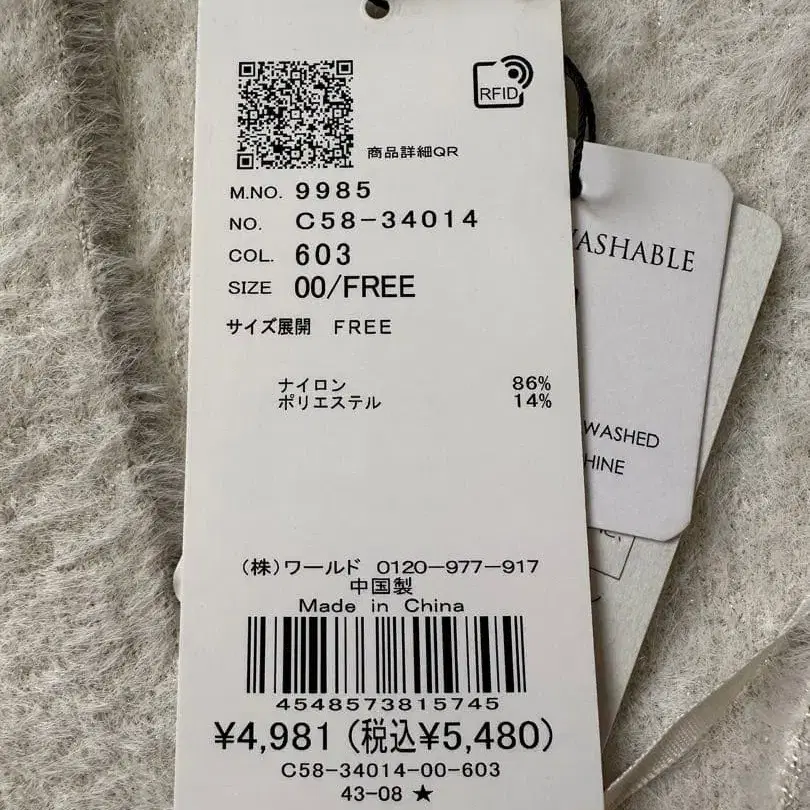 RFID
商品詳細QR
M.NO. 9985
NO. C58-34014
COL. 603
SIZE 00/FREE
サイズ展開 FREE
ナイロン 86%
ポリエステル 14%
(株)ワールド 0120-977-917
中国製
Made in China
4548573815745
¥4,981(税込¥5,480)
C58-34014-00-603
43-08 ★
WASHABLE
WASHED
HINE